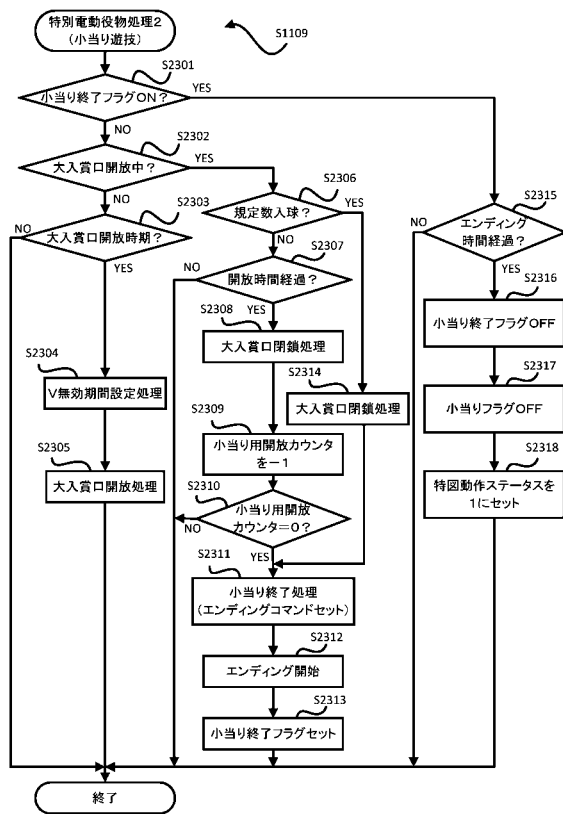 特別電動役物処理2
(小当り遊技)
S1109
S2301
小当り終了フラグON?
YES
NO
S2302
大入賞口開放中?
YES
NO
S2303
NO
大入賞口開放時期?
YES
S2304
V無効期間設定処理
S2305
大入賞口開放処理
S2306
規定数入球?
YES
NO
S2307
NO
開放時間経過?
YES
S2308
大入賞口閉鎖処理
S2314
大入賞口閉鎖処理
S2309
小当り用開放カウンタ
を-1
S2310
小当り用開放
カウンタ=0?
NO
YES
S2311
小当り終了処理
(エンディングコマンドセット)
S2312
エンディング開始
S2313
小当り終了フラグセット
S2315
NO
エンディング
時間経過?
YES
S2316
小当り終了フラグOFF
S2317
小当りフラグOFF
S2318
特図動作ステータスを
1にセット
終了